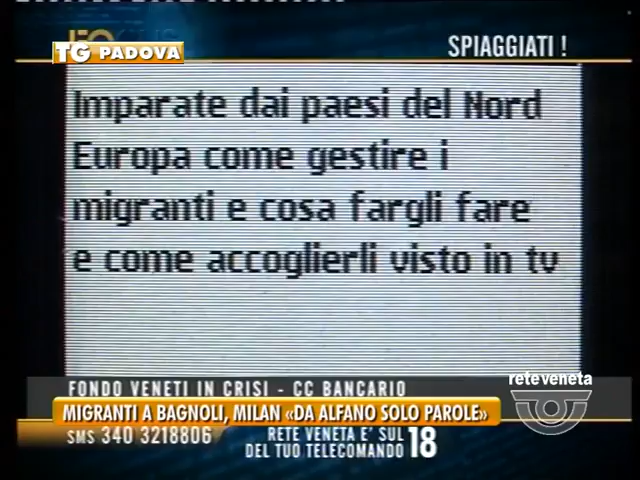 TG PADOVA
SPIAGGIATI !
Imparate dai paesi del Nord
Europa come gestire i
migranti e cosa fargli fare
e come accoglierli visto in tv
FONDO VENETI IN CRISI - CC BANCARIO
reteveneta
MIGRANTI A BAGNOLI, MILAN «DA ALFANO SOLO PAROLE»
SMS 340 3218806
RETE VENETA E' SUL
DEL TUO TELECOMANDO 18